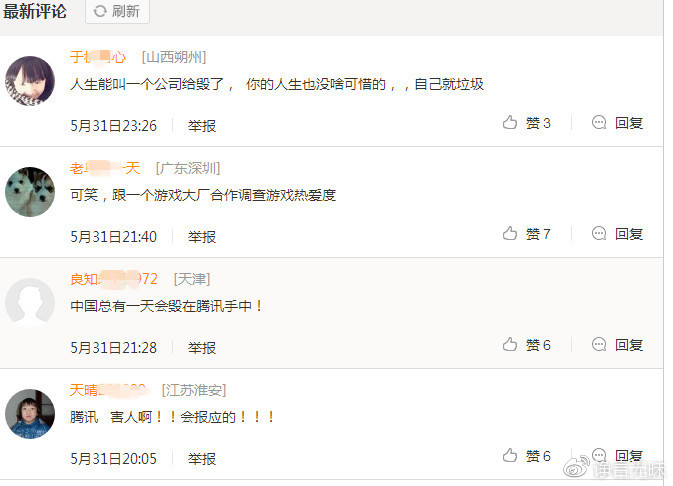 最新评论 刷新
于 心 [山西朔州]
人生能叫一个公司给毁了， 你的人生也没啥可惜的，，自己就垃圾
5月31日23:26 举报 赞 3 回复
老 一天 [广东深圳]
可笑，跟一个游戏大厂合作调查游戏热爱度
5月31日21:40 举报 赞 7 回复
良知 972 [天津]
中国总有一天会毁在腾讯手中！
5月31日21:28 举报 赞 6 回复
天晴 [江苏淮安]
腾讯 害人啊！！会报应的！！！
5月31日20:05 举报 赞 6 回复